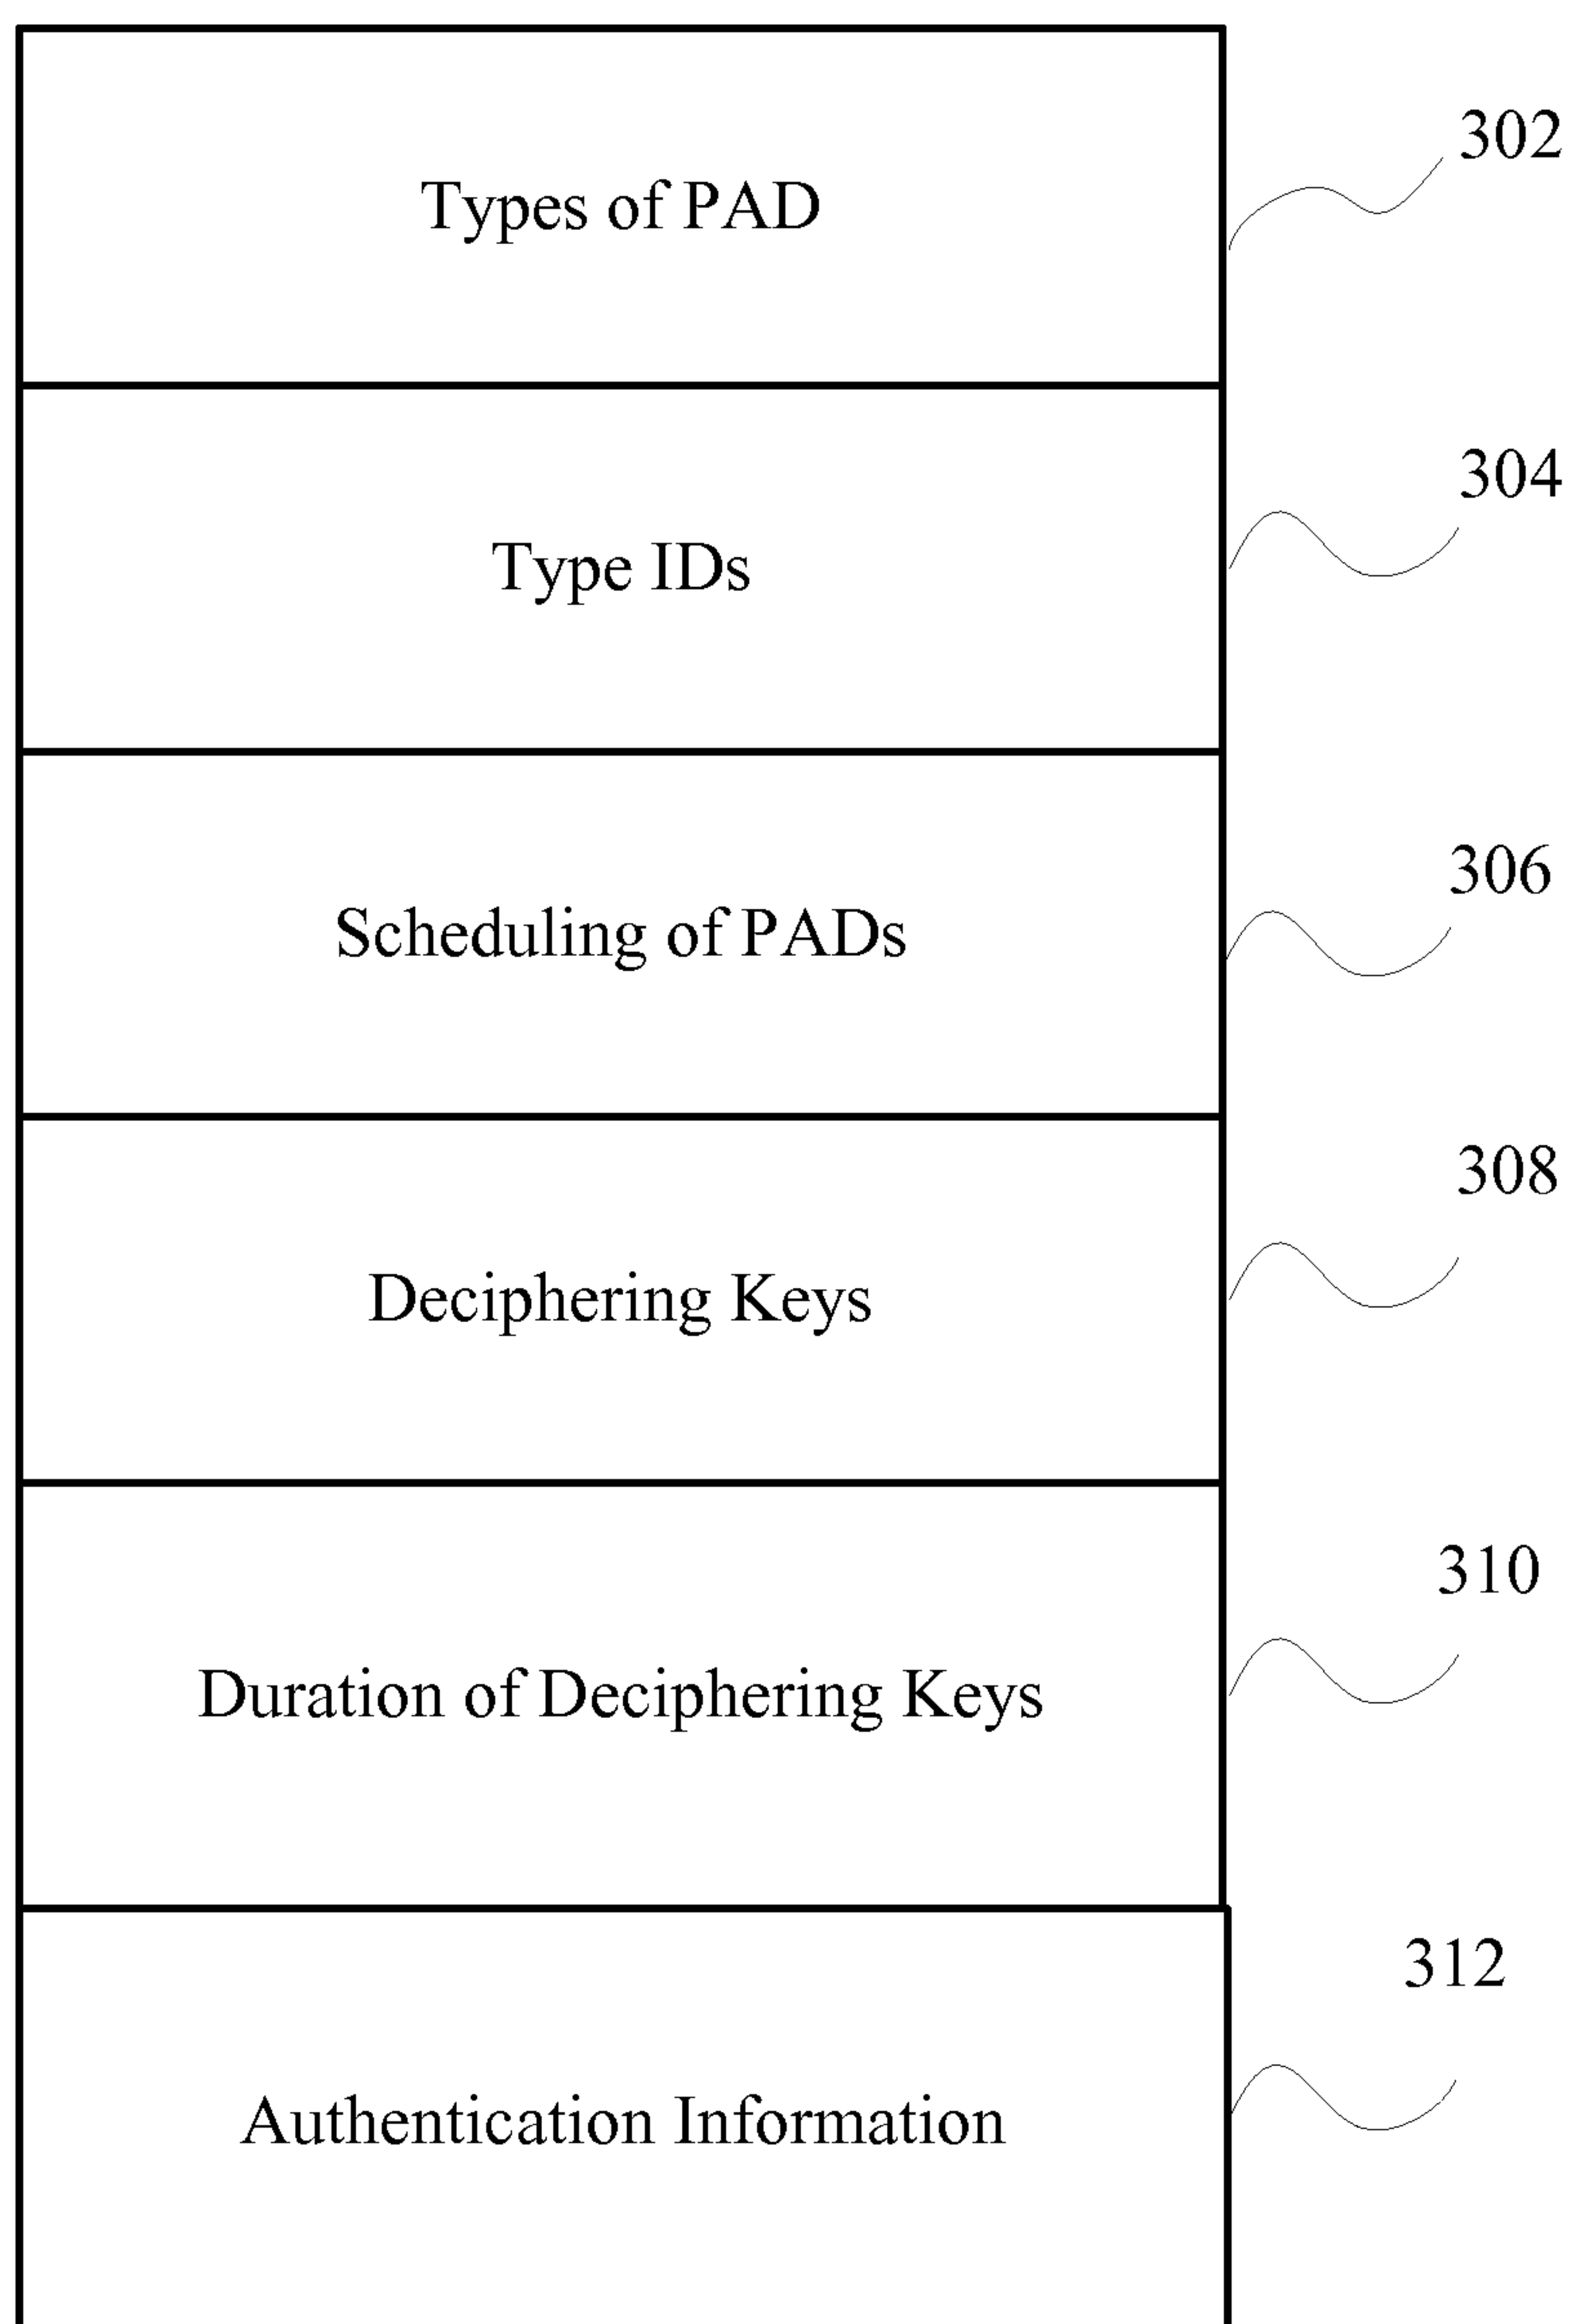 302
Types of PAD
304
Type IDs
306
Scheduling of PADs
308
Deciphering Keys
310
Duration of Deciphering Keys
312
Authentication Information